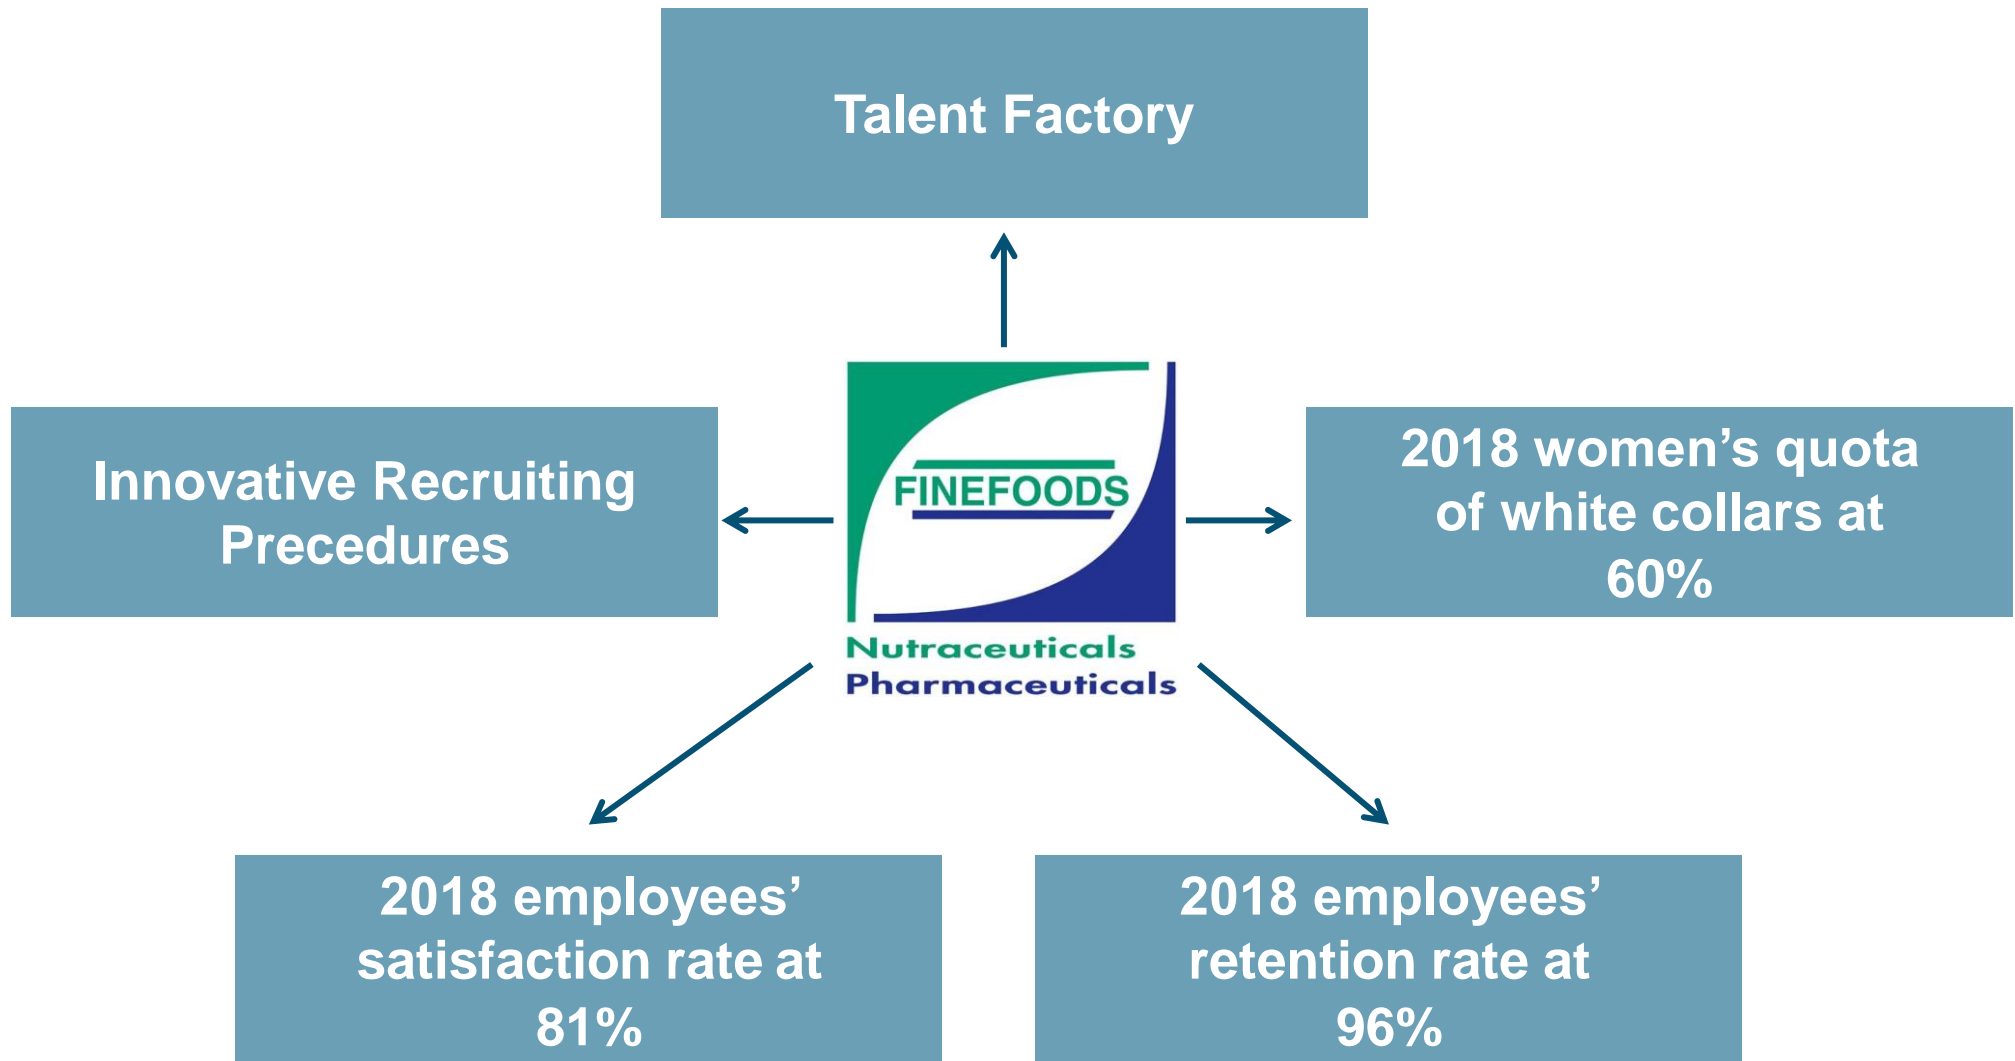 Talent Factory
Innovative Recruiting
Precedures
FINEFOODS
Nutraceuticals
Pharmaceuticals
2018 women’s quota
of white collars at
60%
2018 employees’
satisfaction rate at
81%
2018 employees’
retention rate at
96%